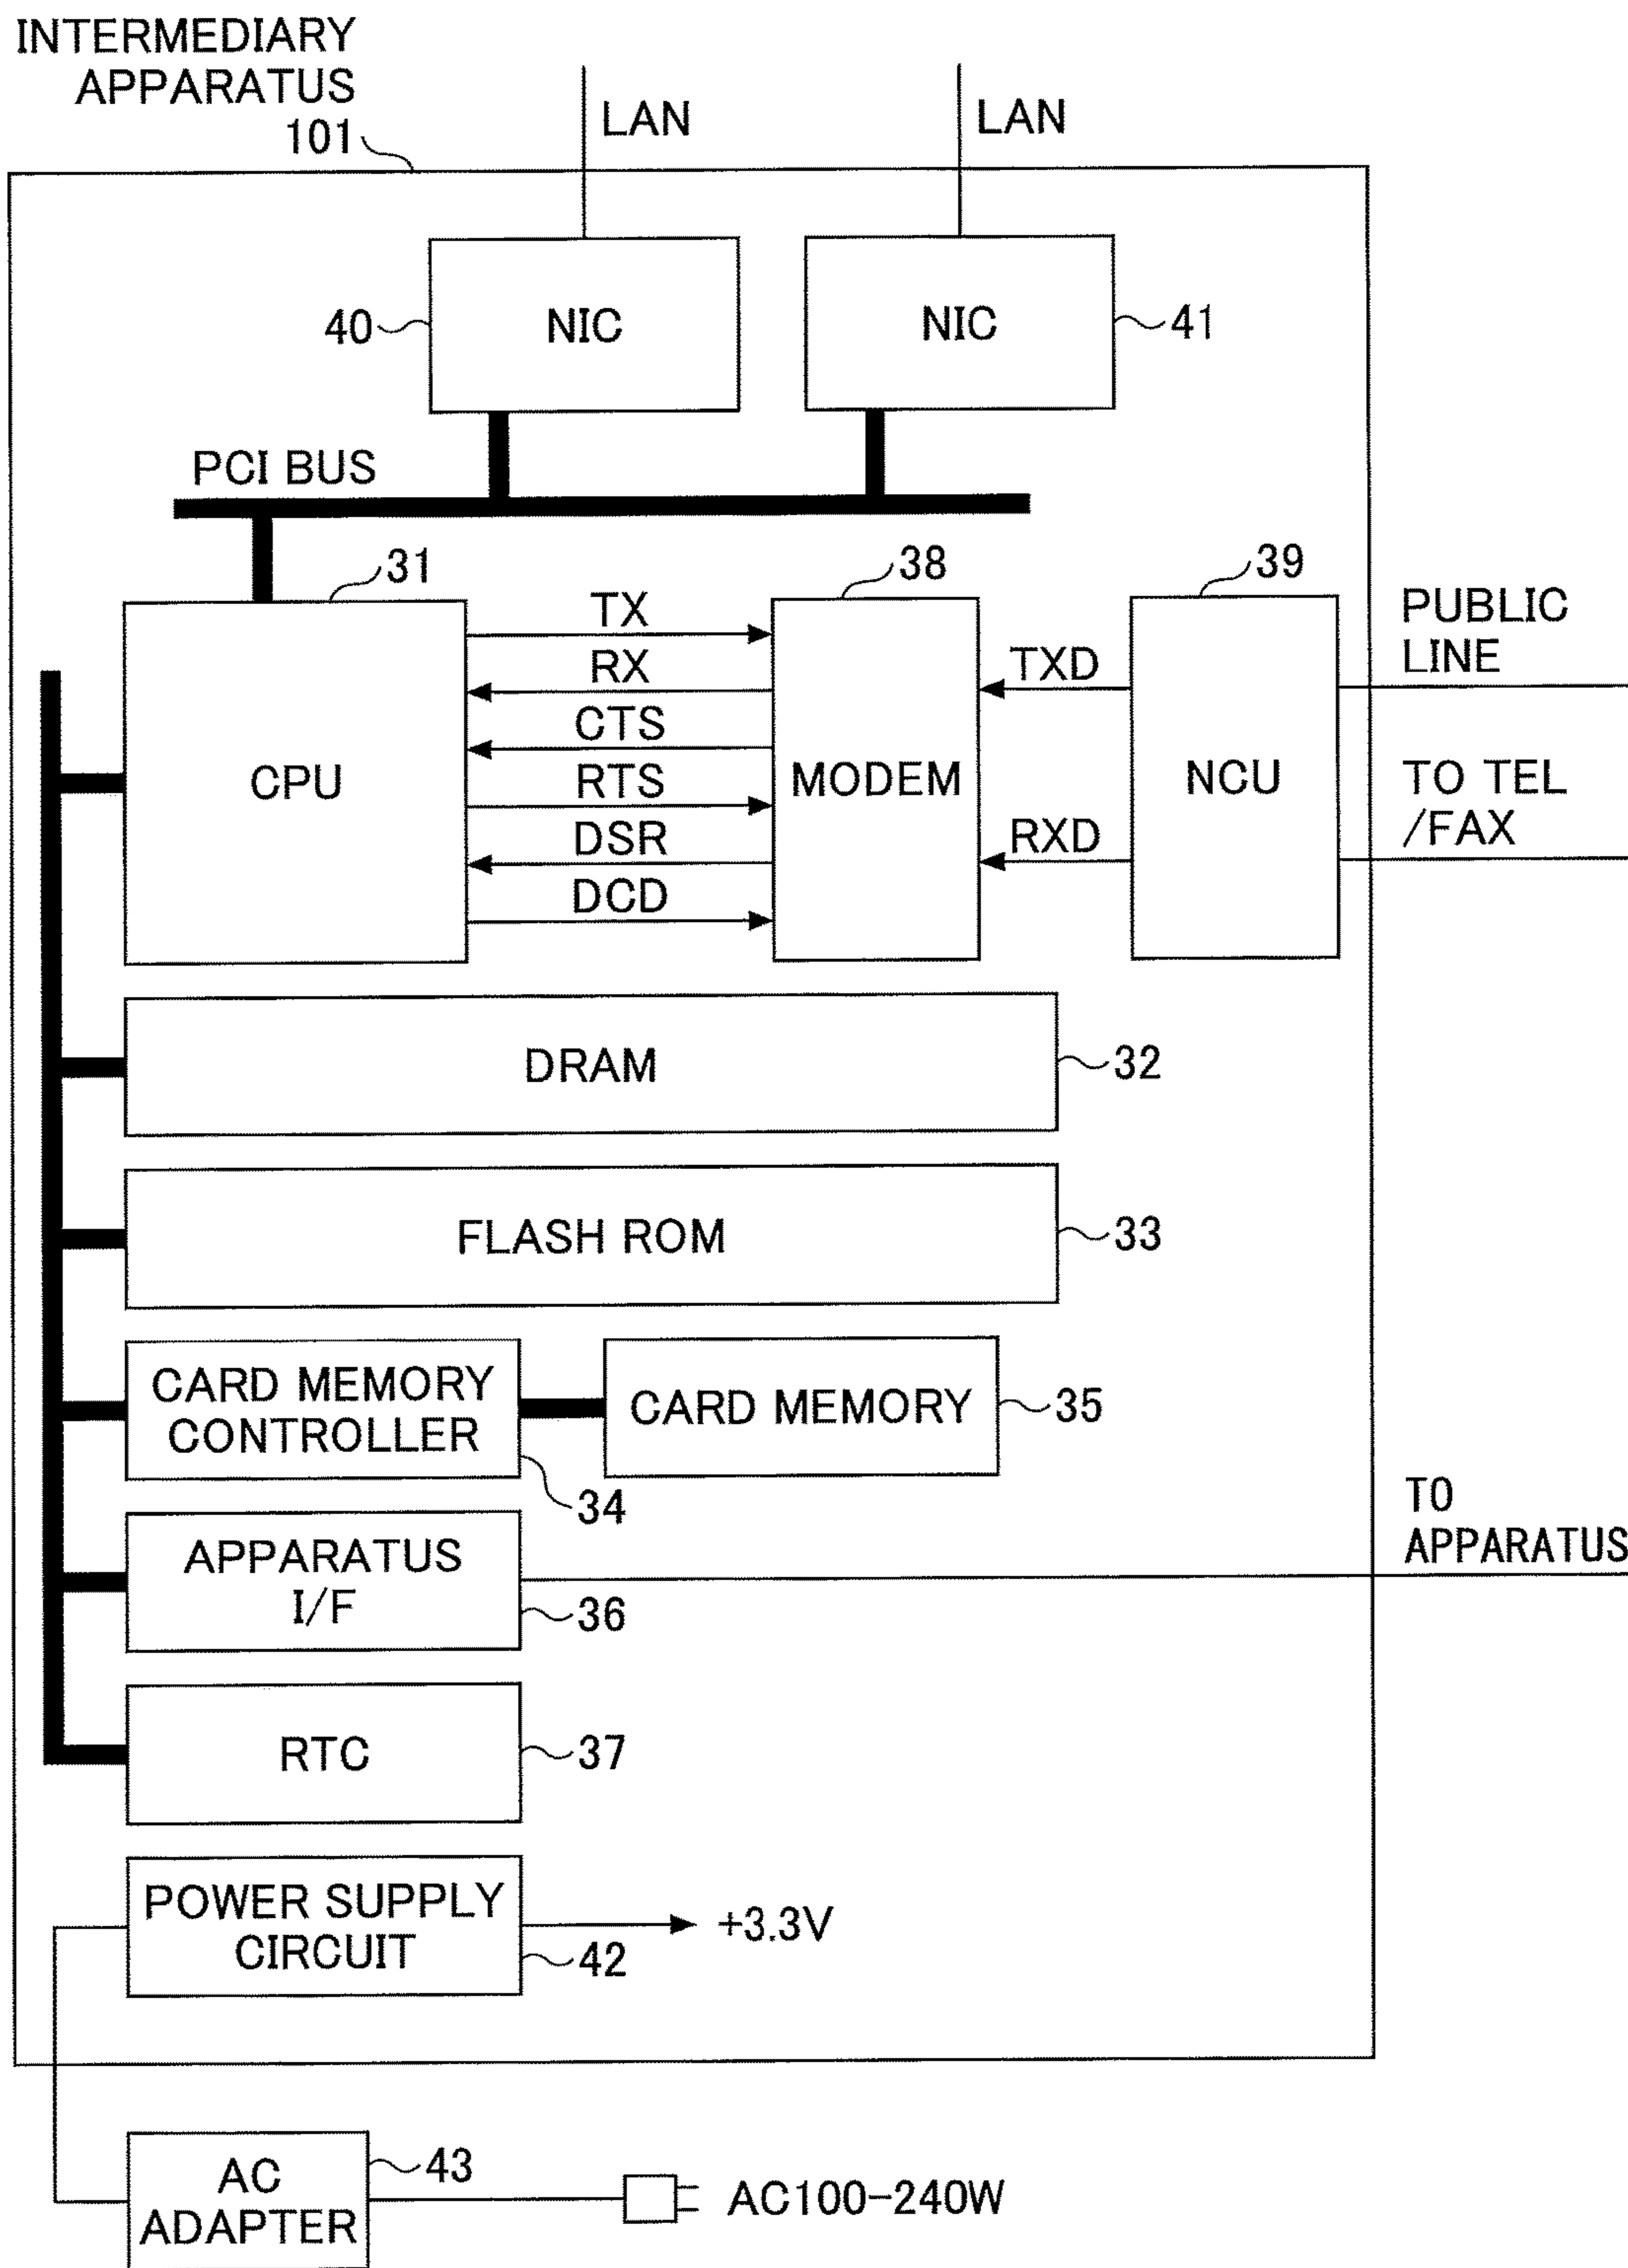 INTERMEDIARY
APPARATUS
101
LAN
LAN
40
NIC
NIC
41
PCI BUS
31
38
39
TX
RX
CTS
RTS
DSR
DCD
CPU
MODEM
TXD
RXD
NCU
PUBLIC
LINE
TO TEL
/FAX
DRAM
32
FLASH ROM
33
CARD MEMORY
CONTROLLER
34
CARD MEMORY
35
APPARATUS
I/F
36
TO
APPARATUS
RTC
37
POWER SUPPLY
CIRCUIT
42
+3.3V
AC
ADAPTER
43
AC100-240W